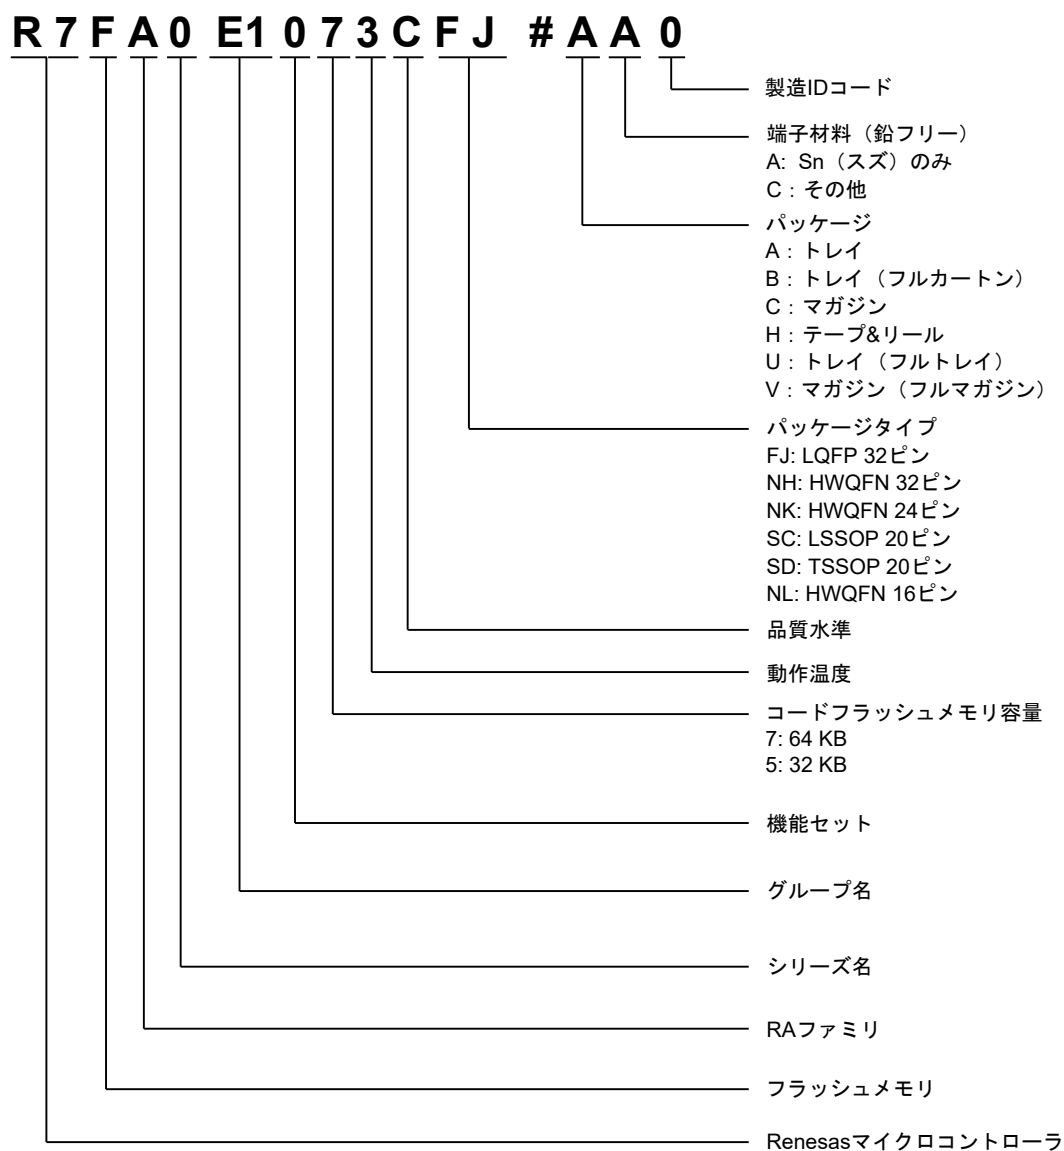 R7FA0E1073CFJ #AA0
製造IDコード
端子材料（鉛フリー）
A: Sn（スズ）のみ
C：その他
パッケージ
A：トレイ
B：トレイ（フルカートン）
C：マガジン
H：テープ&リール
U：トレイ（フルトレイ）
V：マガジン（フルマガジン）
パッケージタイプ
FJ: LQFP 32ピン
NH: HWQFN 32ピン
NK: HWQFN 24ピン
SC: LSSOP 20ピン
SD: TSSOP 20ピン
NL: HWQFN 16ピン
品質水準
動作温度
コードフラッシュメモリ容量
7: 64 KB
5: 32 KB
機能セット
グループ名
シリーズ名
RAファミリ
フラッシュメモリ
Renesasマイクロコントローラ